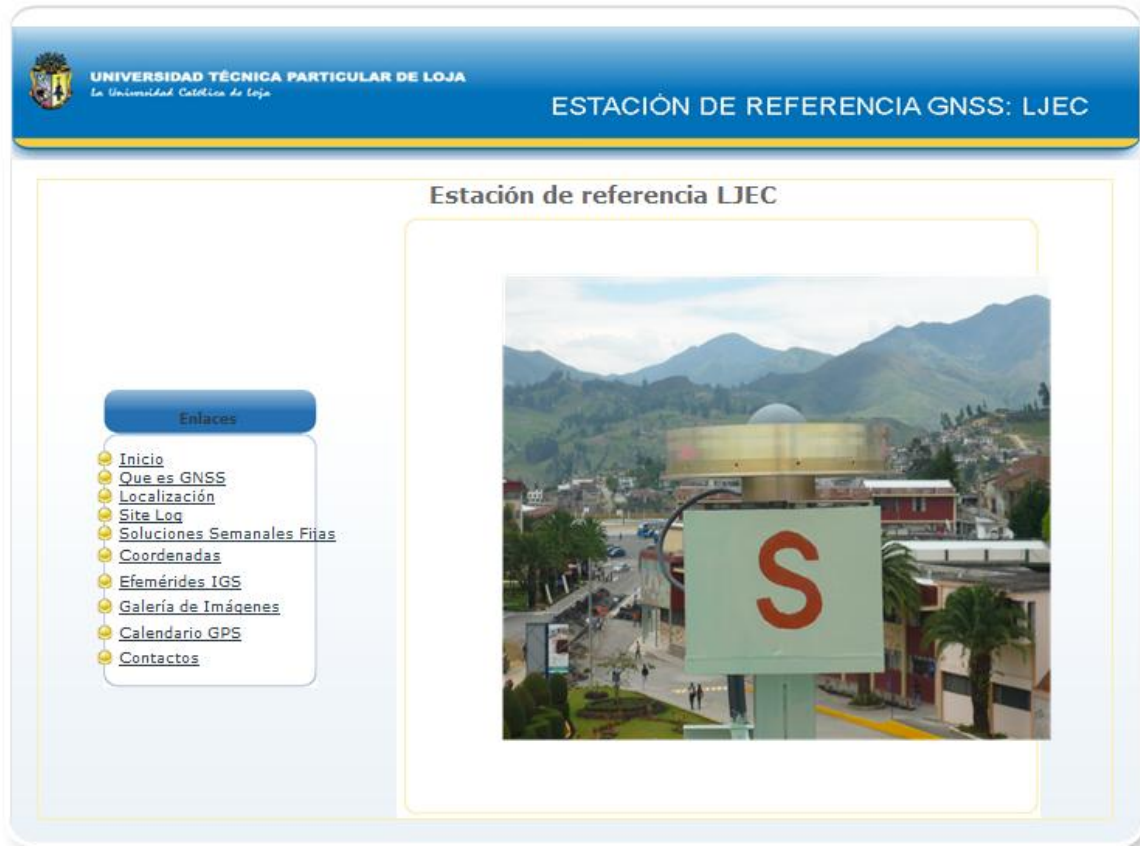 UNIVERSIDAD TÉCNICA PARTICULAR DE LOJA
La Universidad Católica de Loja
ESTACIÓN DE REFERENCIA GNSS: LJEC
Estación de referencia LJEC
Enlaces
Inicio
Que es GNSS
Localización
Site Log
Soluciones Semanales Fijas
Coordenadas
Efemérides IGS
Galería de Imágenes
Calendario GPS
Contactos
S